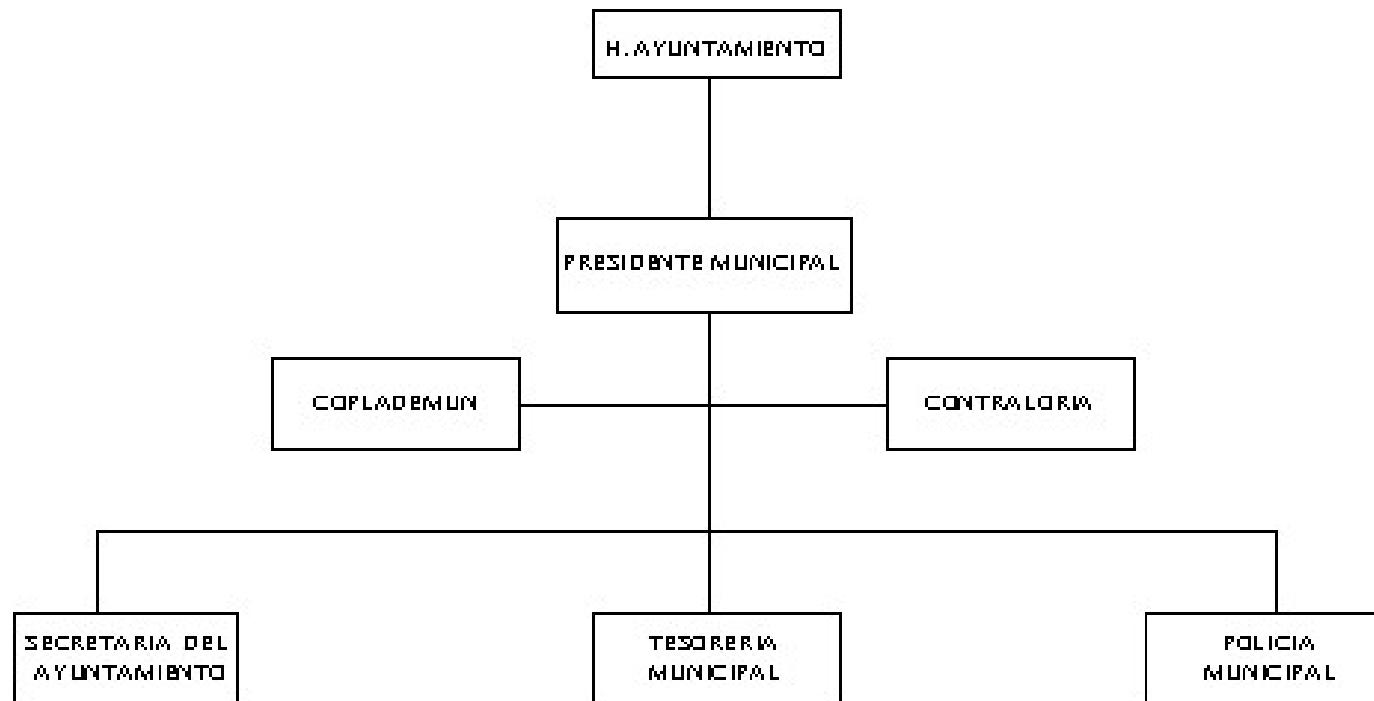 H. AYUNTAMIENTO
PRESIDENTE MUNICIPAL
COPLADEMUN
CONTRALORIA
SECRETARIA DEL
AYUNTAMIENTO
TESORERIA
MUNICIPAL
POLICIA
MUNICIPAL